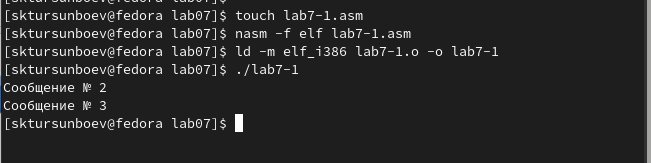 [sktursunboev@fedora lab07]$ touch lab7-1.asm
[sktursunboev@fedora lab07]$ nasm -f elf lab7-1.asm
[sktursunboev@fedora lab07]$ ld -m elf_i386 lab7-1.o -o lab7-1
[sktursunboev@fedora lab07]$ ./lab7-1
Сообщение № 2
Сообщение № 3
[sktursunboev@fedora lab07]$